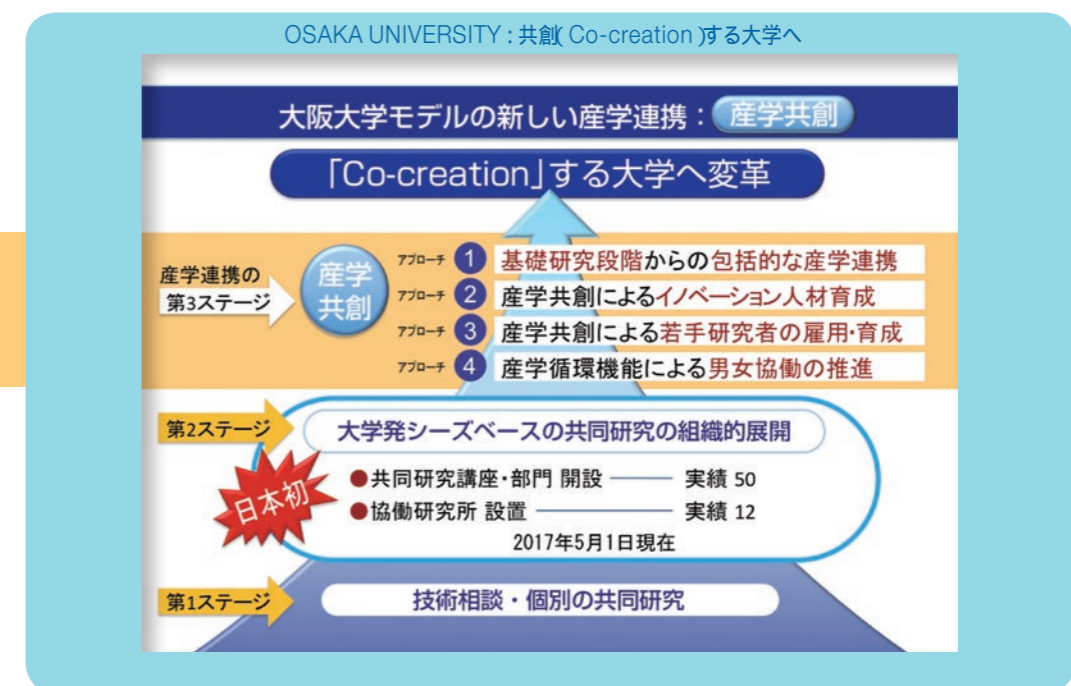 OSAKA UNIVERSITY : 共創( Co-creation )する大学へ
大阪大学モデルの新しい産学連携： 産学共創
「Co-creation」する大学へ変革
産学連携の
第3ステージ
産学
共創
アプローチ 1 基礎研究段階からの包括的な産学連携
アプローチ 2 産学共創によるイノベーション人材育成
アプローチ 3 産学共創による若手研究者の雇用・育成
アプローチ 4 産学循環機能による男女協働の推進
第2ステージ
大学発シーズベースの共同研究の組織的展開
日本初
●共同研究講座・部門 開設 ─── 実績 50
●協働研究所 設置 ─────── 実績 12
2017年5月1日現在
第1ステージ
技術相談・個別の共同研究